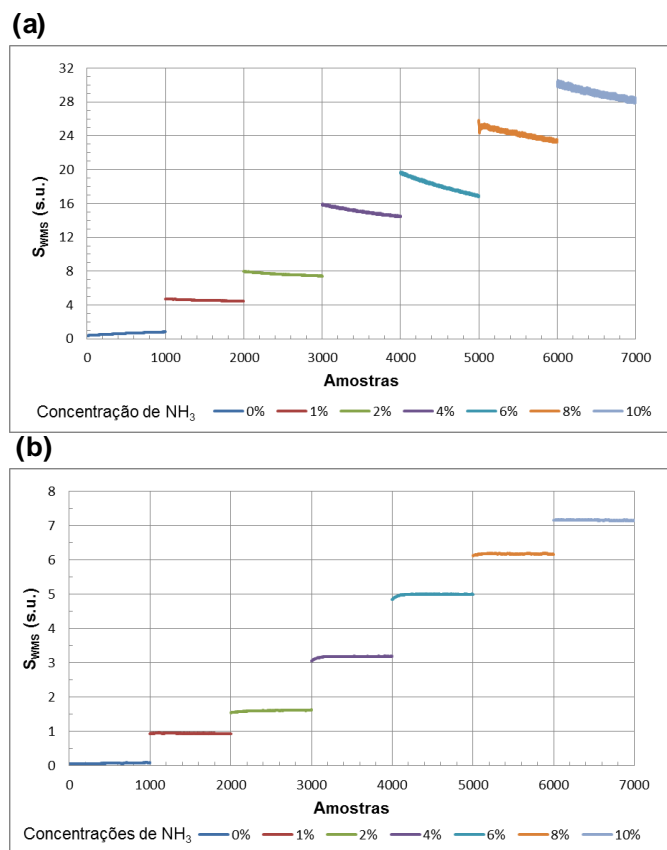 (a)
32
28
24
20
16
12
8
4
0
S_WMS (s.u.)
0 1000 2000 3000 4000 5000 6000 7000
Amostras
Concentração de NH₃ 0% 1% 2% 4% 6% 8% 10%
(b)
8
7
6
5
4
3
2
1
0
S_WMS (s.u.)
0 1000 2000 3000 4000 5000 6000 7000
Amostras
Concentrações de NH₃ 0% 1% 2% 4% 6% 8% 10%